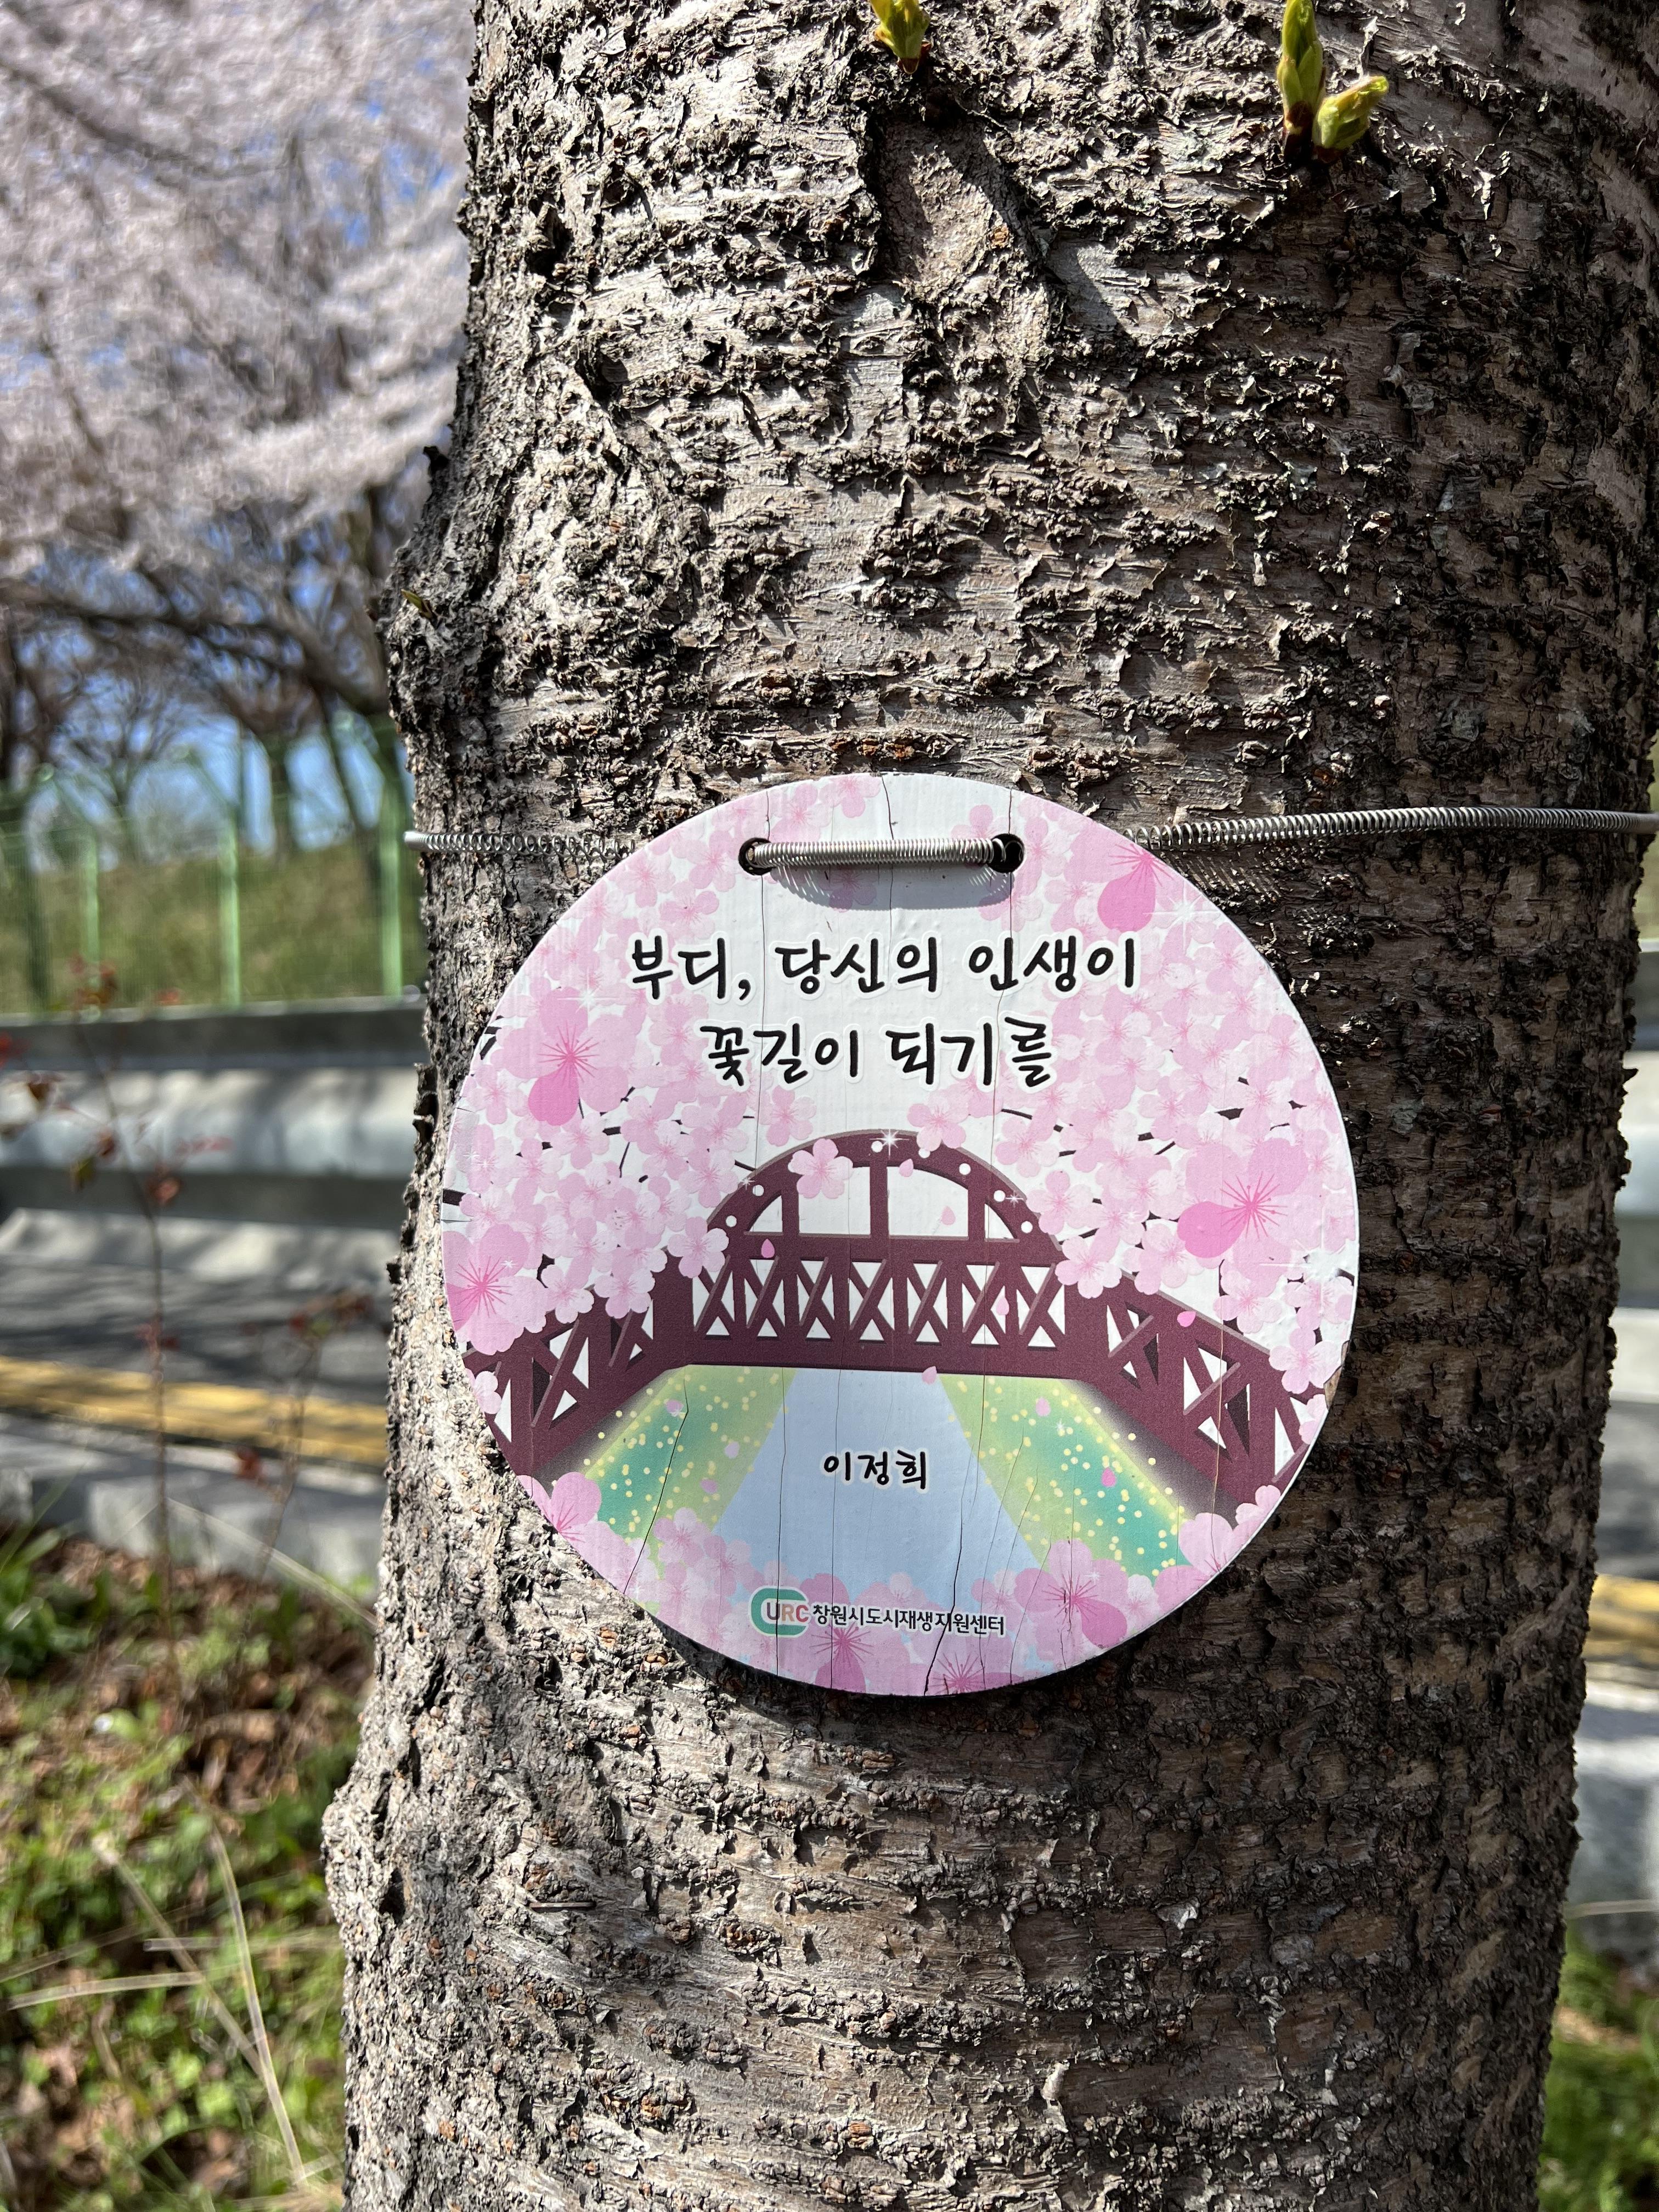 부디, 당신의 인생이
꽃길이 되기를
이정희
CURC 창원시도시재생지원센터